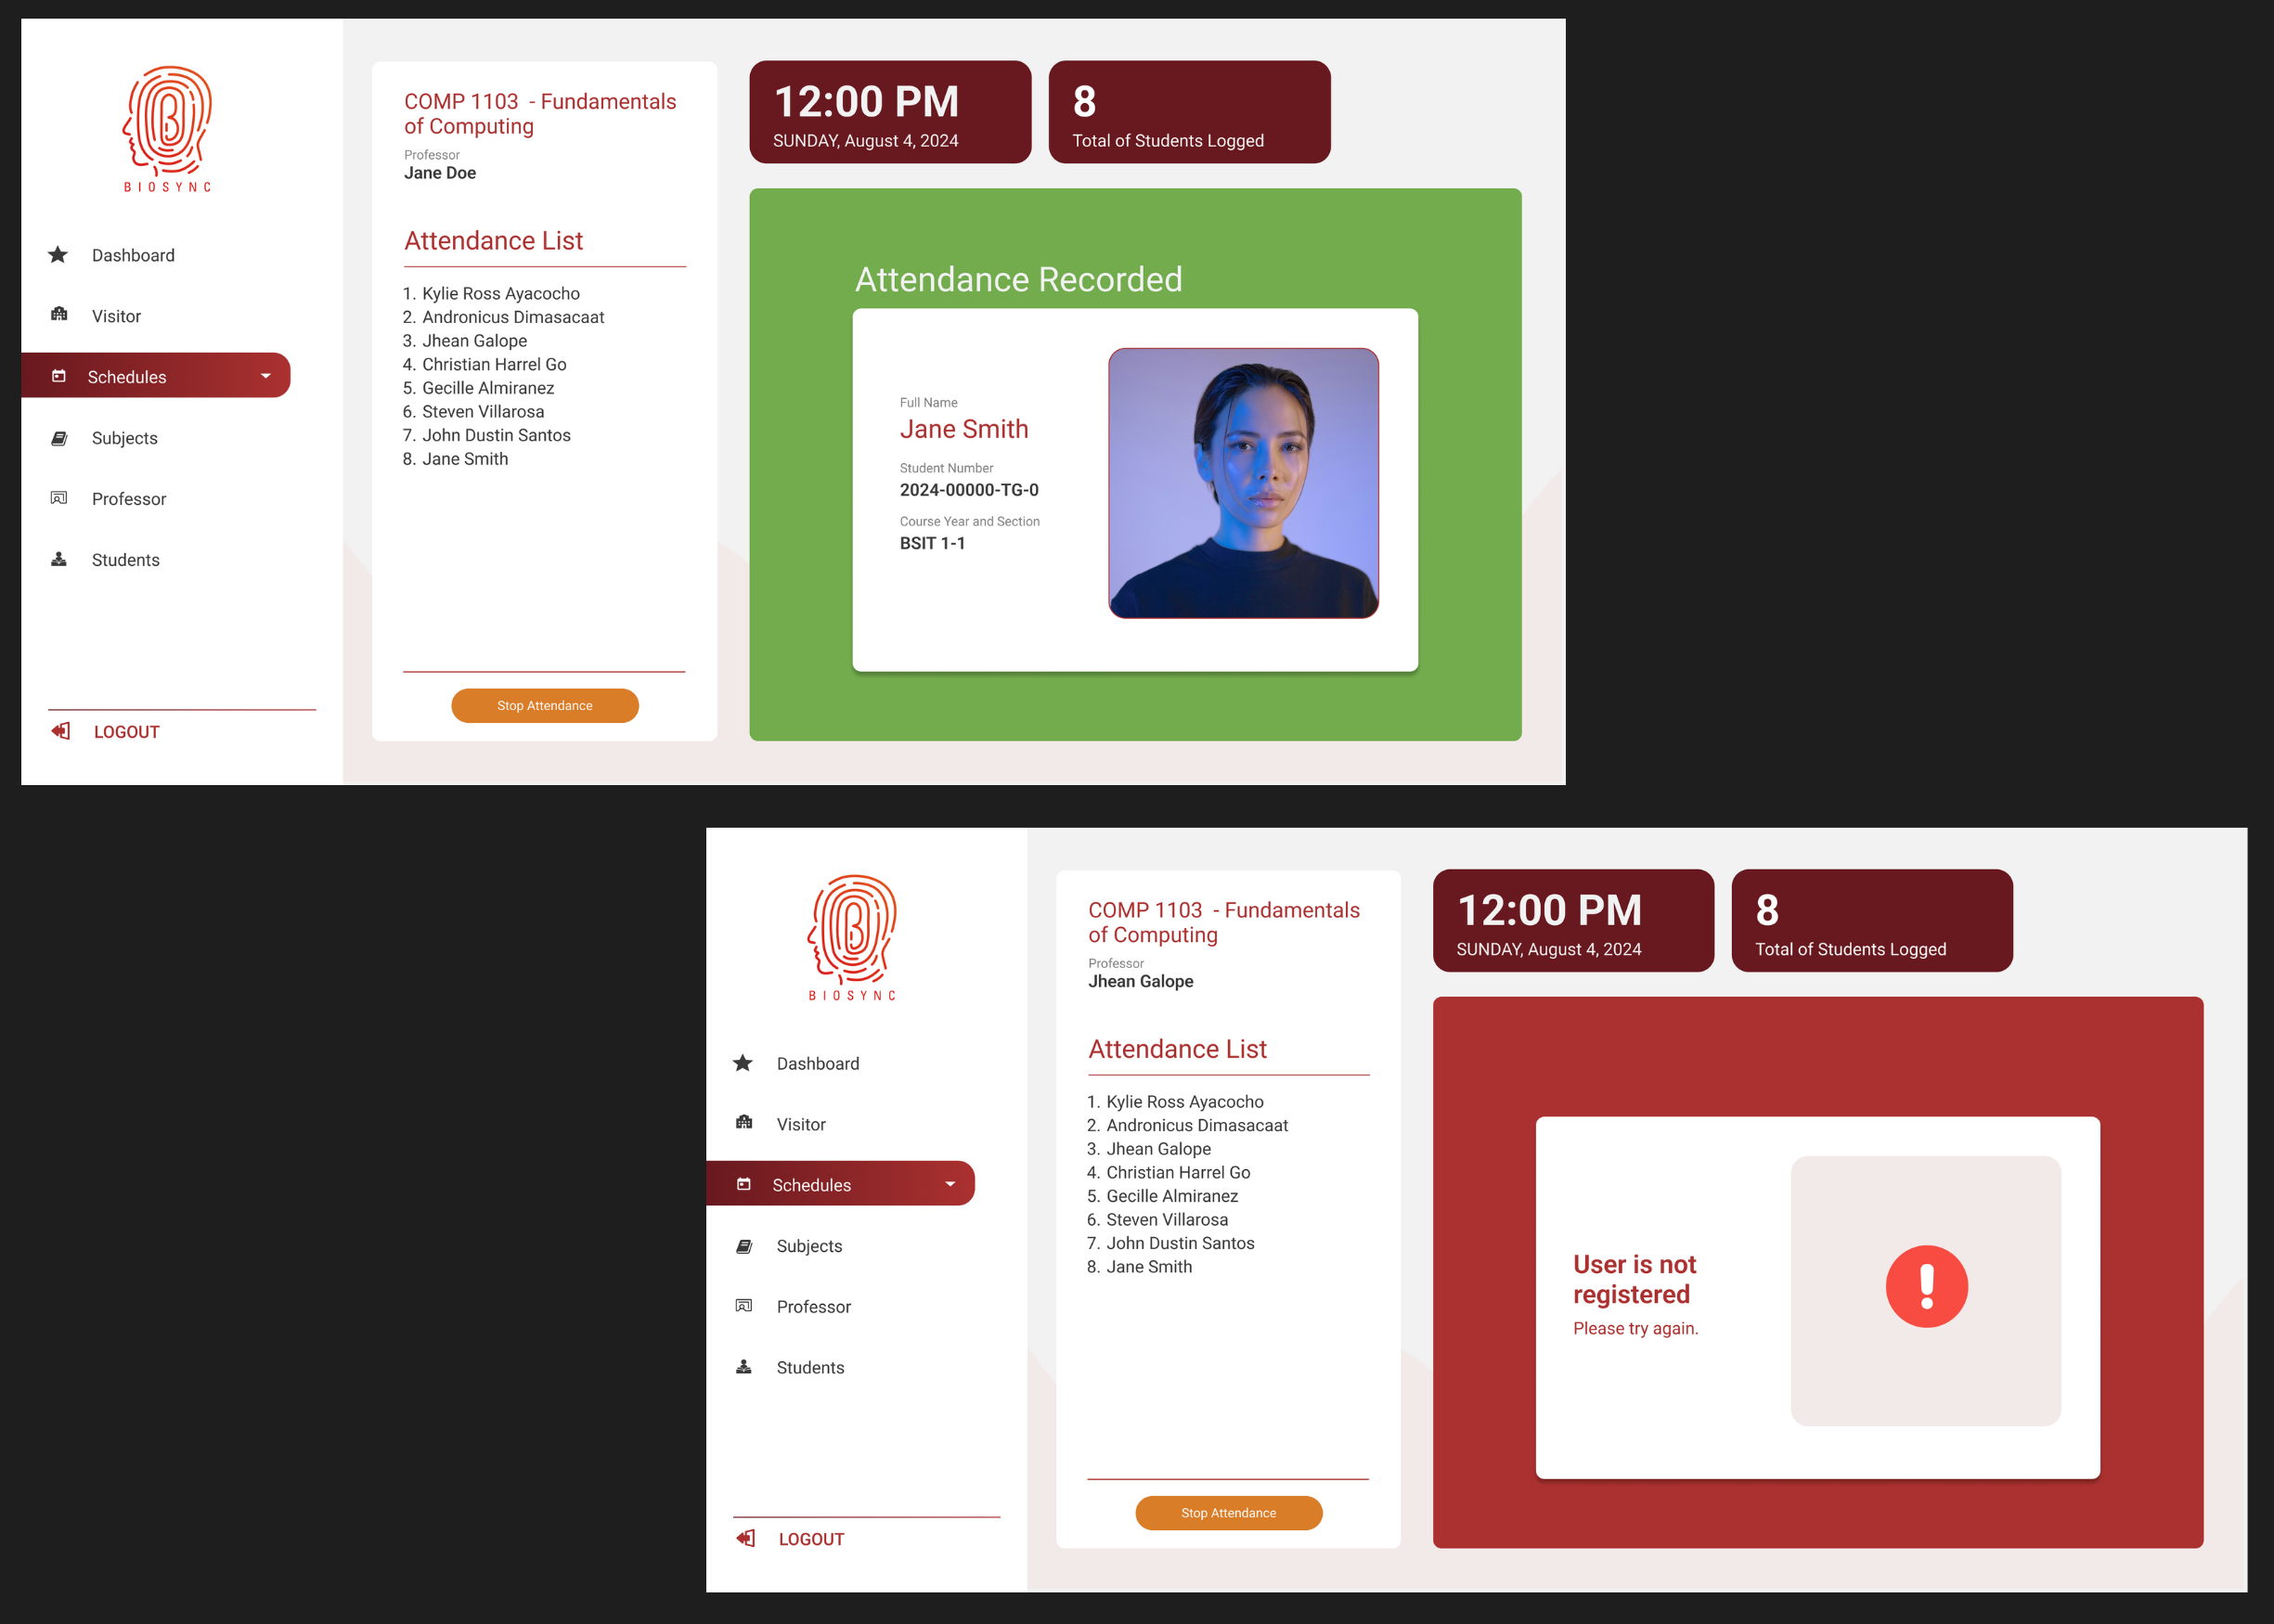 BIOSYNC
Dashboard
Visitor
Schedules
Subjects
Professor
Students
LOGOUT
COMP 1103 - Fundamentals
of Computing
Professor
Jane Doe
Attendance List
1. Kylie Ross Ayacocho
2. Andronicus Dimasacaat
3. Jhean Galope
4. Christian Harrel Go
5. Gecille Almiranez
6. Steven Villarosa
7. John Dustin Santos
8. Jane Smith
Stop Attendance
12:00 PM
SUNDAY, August 4, 2024
8
Total of Students Logged
Attendance Recorded
Full Name
Jane Smith
Student Number
2024-00000-TG-0
Course Year and Section
BSIT 1-1
BIOSYNC
Dashboard
Visitor
Schedules
Subjects
Professor
Students
LOGOUT
COMP 1103 - Fundamentals
of Computing
Professor
Jhean Galope
Attendance List
1. Kylie Ross Ayacocho
2. Andronicus Dimasacaat
3. Jhean Galope
4. Christian Harrel Go
5. Gecille Almiranez
6. Steven Villarosa
7. John Dustin Santos
8. Jane Smith
Stop Attendance
12:00 PM
SUNDAY, August 4, 2024
8
Total of Students Logged
User is not
registered
Please try again.